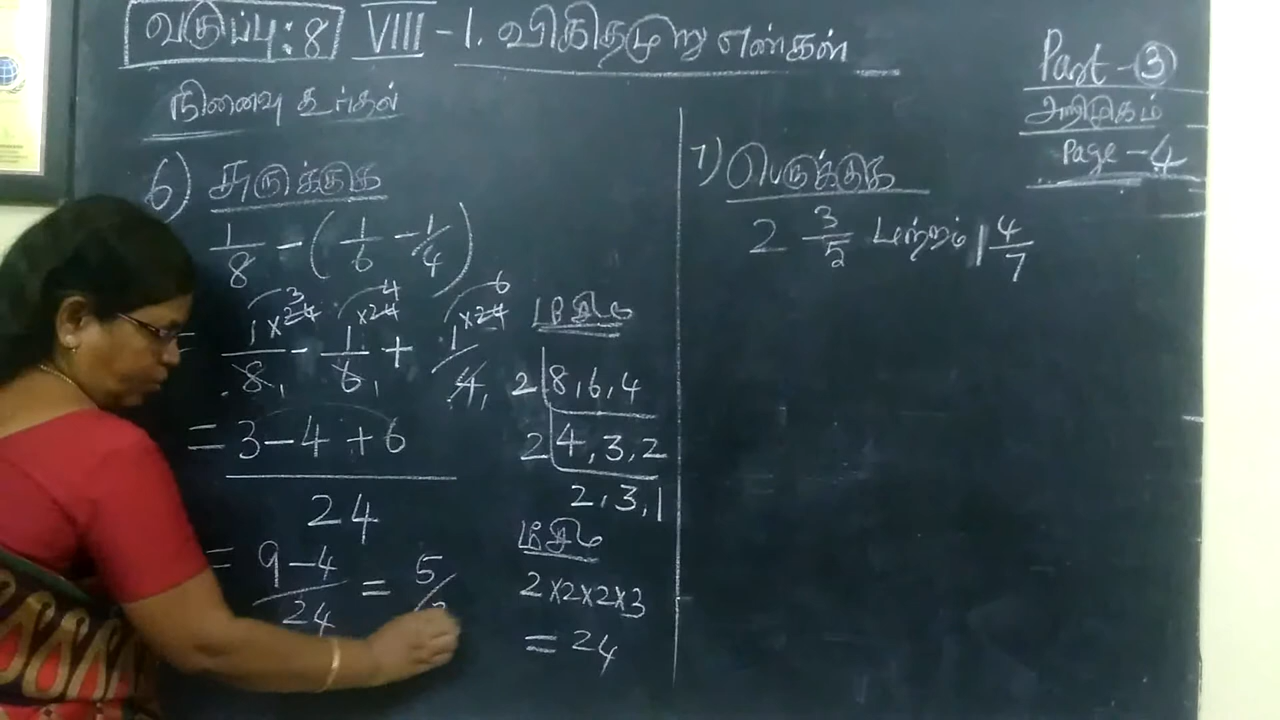 வகுப்பு: 8 VIII - 1. விகிதமுறு எண்கள்
Part - 3
அறிமுகம்
Page - 4
நினைவு கூர்தல்
6) சுருக்குக
1/8 - (1/6 - 1/4)
= 1×24 3/8, - 1×24 4/6, + 1×24 6/4,
= 3 - 4 + 6 / 24
= 9 - 4 / 24 = 5 /
மீசிம
2 | 8, 6, 4
2 | 4, 3, 2
2, 3, 1
மீசிம
2×2×2×3
= 24
7) பெருக்குக
2 3/5 மற்றும் 1 4/7